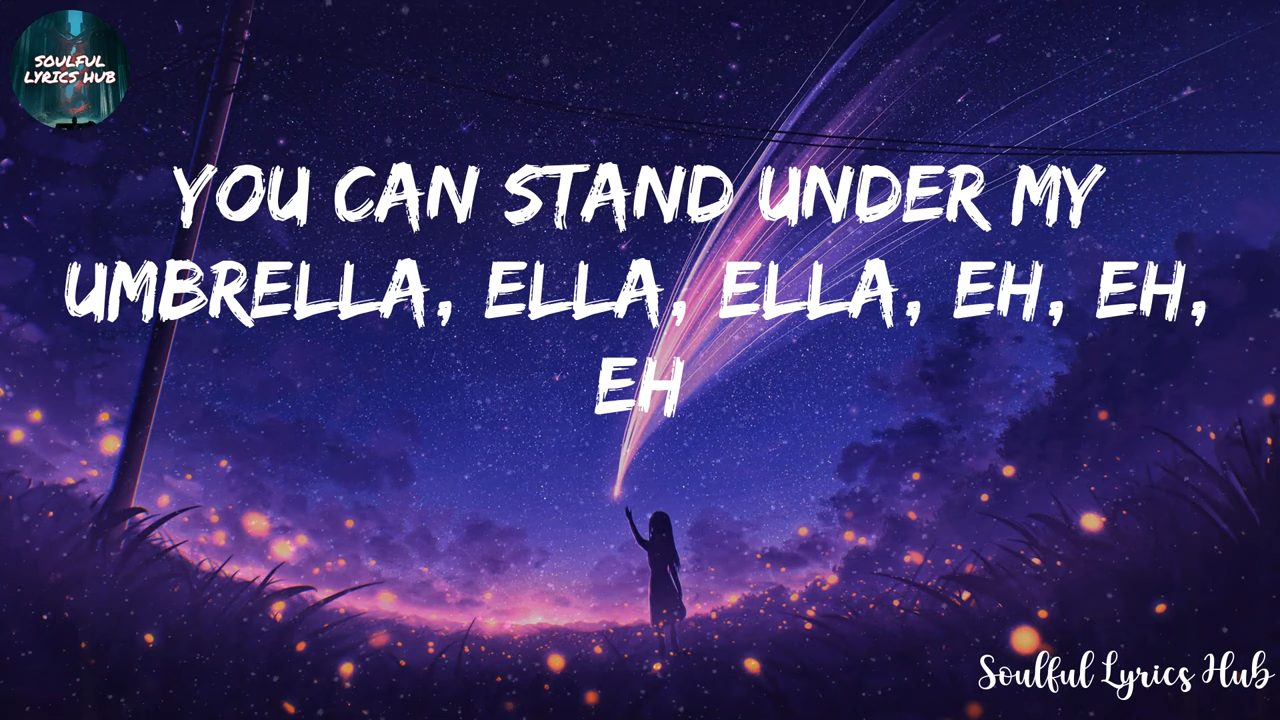 SOULFUL
LYRICS HUB
YOU CAN STAND UNDER MY
UMBRELLA, ELLA, ELLA, EH, EH,
EH
Soulful Lyrics Hub